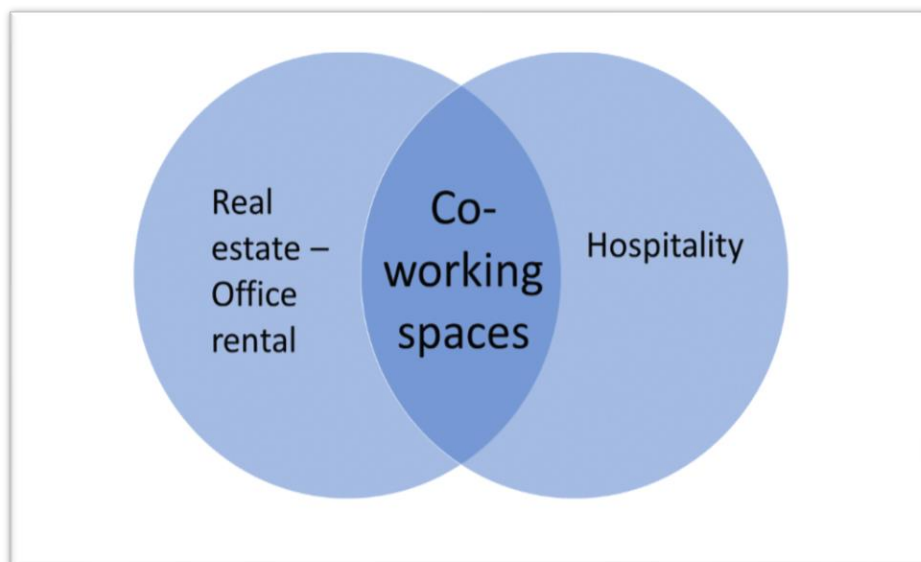 Real
estate –
Office
rental
Co-
working
spaces
Hospitality